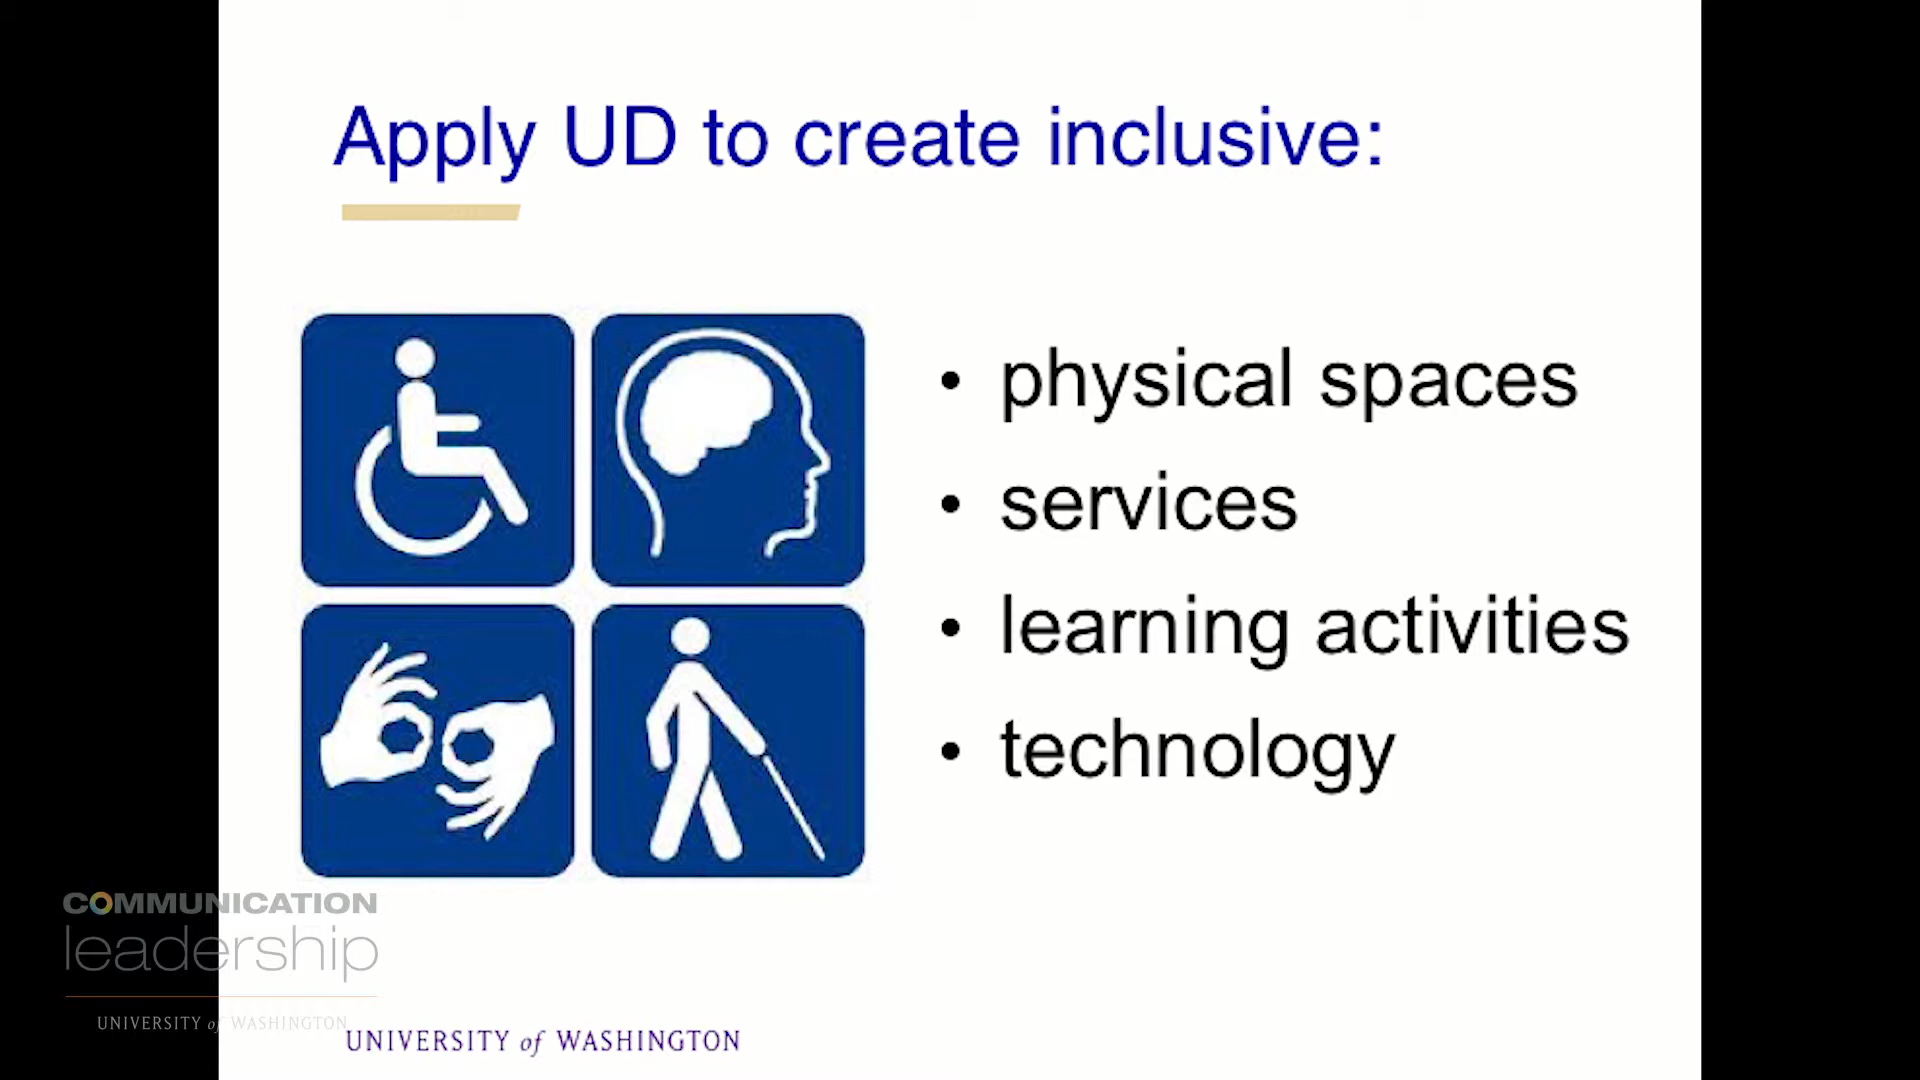 Apply UD to create inclusive:
• physical spaces
• services
• learning activities
• technology
COMMUNICATION
leadership
UNIVERSITY of WASHINGTON
UNIVERSITY of WASHINGTON